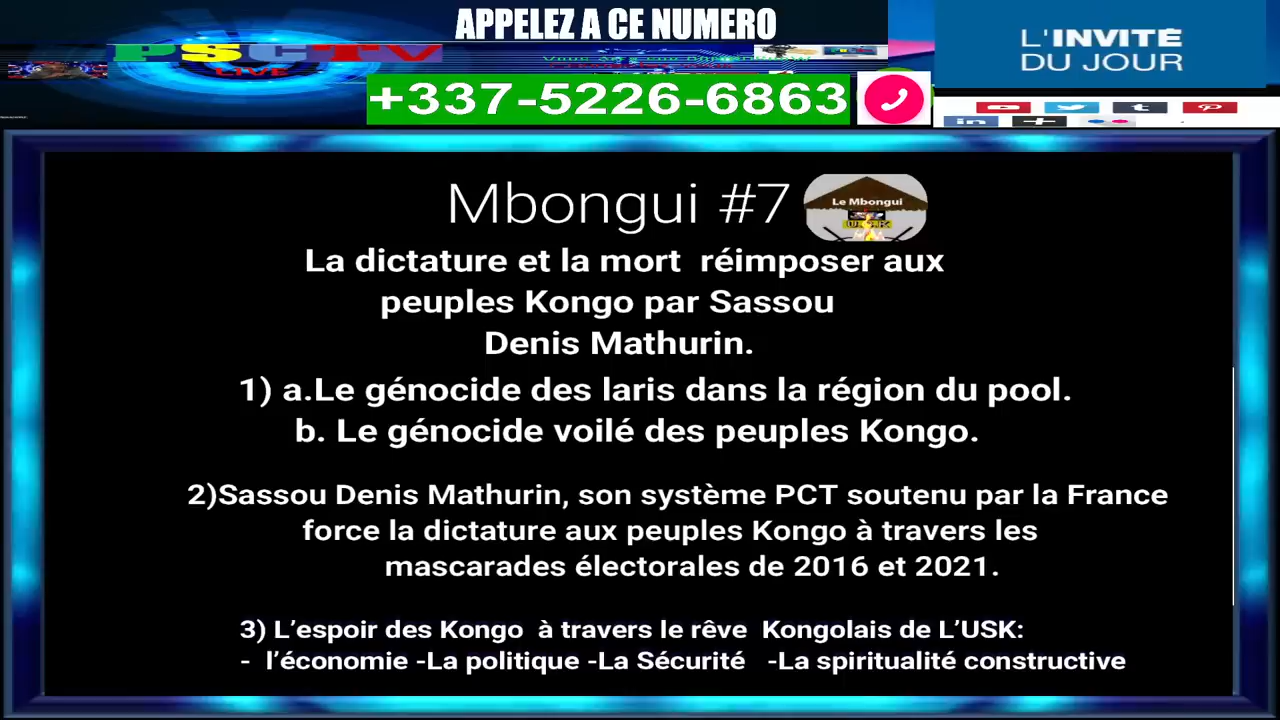 APPELEZ A CE NUMERO
PSCTV
LIVE
+337-5226-6863
L'INVITÉ
DU JOUR
Mbongui #7
Le Mbongui
La dictature et la mort réimposer aux
peuples Kongo par Sassou
Denis Mathurin.
1) a.Le génocide des laris dans la région du pool.
b. Le génocide voilé des peuples Kongo.
2)Sassou Denis Mathurin, son système PCT soutenu par la France
force la dictature aux peuples Kongo à travers les
mascarades électorales de 2016 et 2021.
3) L’espoir des Kongo à travers le rêve Kongolais de L’USK:
- l’économie -La politique -La Sécurité -La spiritualité constructive